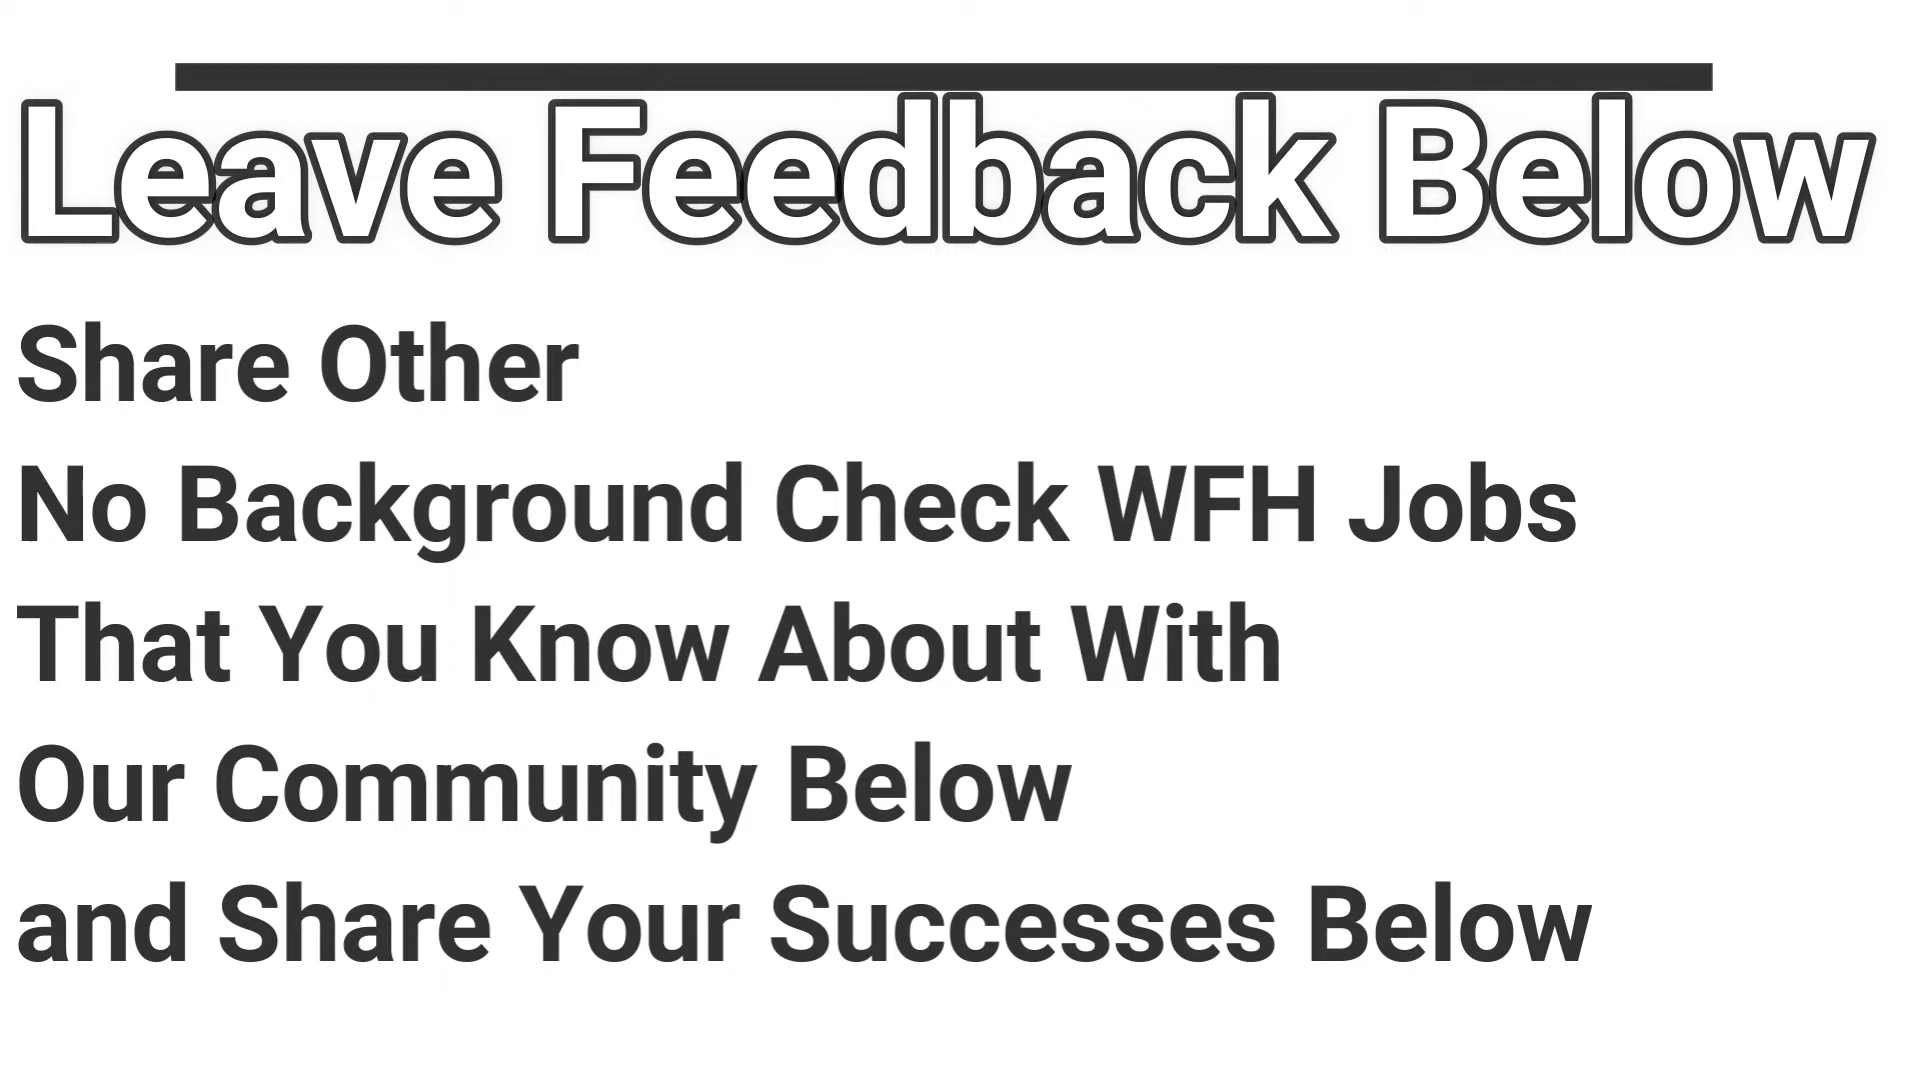 Leave Feedback Below
Share Other
No Background Check WFH Jobs
That You Know About With
Our Community Below
and Share Your Successes Below